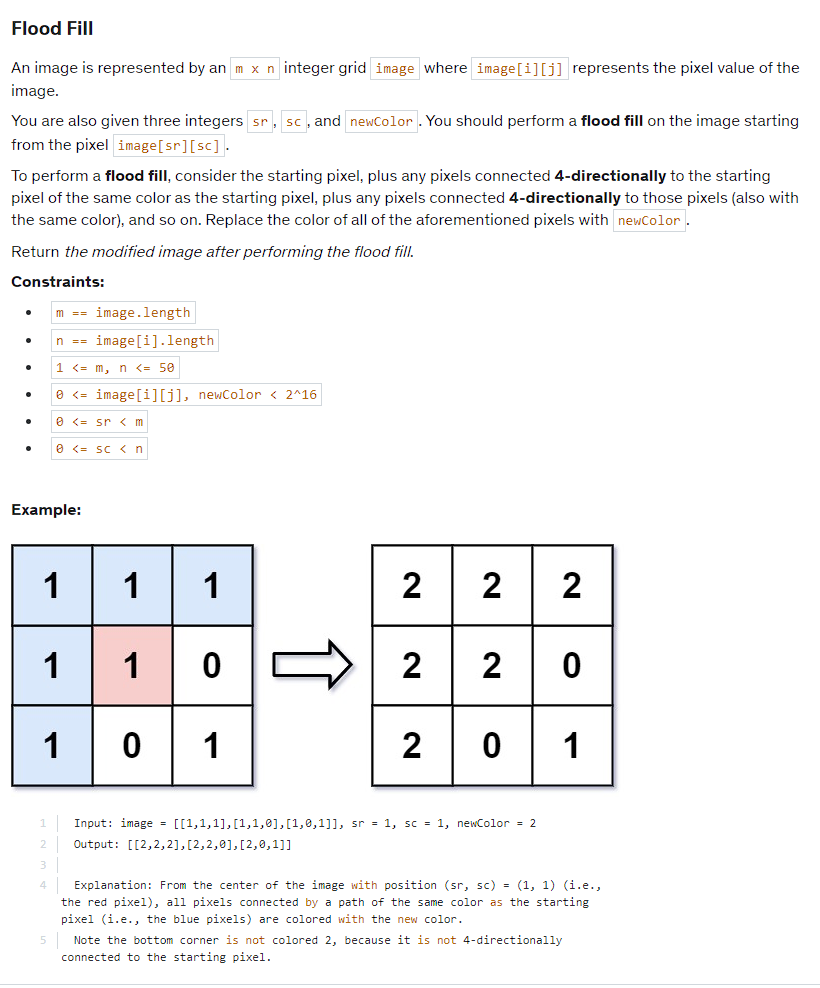 Flood Fill
An image is represented by an m x n integer grid image where image[i][j] represents the pixel value of the
image.
You are also given three integers sr, sc, and newColor. You should perform a flood fill on the image starting
from the pixel image[sr][sc].
To perform a flood fill, consider the starting pixel, plus any pixels connected 4-directionally to the starting
pixel of the same color as the starting pixel, plus any pixels connected 4-directionally to those pixels (also with
the same color), and so on. Replace the color of all of the aforementioned pixels with newColor.
Return the modified image after performing the flood fill.
Constraints:
• m == image.length
• n == image[i].length
• 1 <= m, n <= 50
• 0 <= image[i][j], newColor < 2^16
• 0 <= sr < m
• 0 <= sc < n
Example:
1 1 1 2 2 2
1 1 0 2 2 0
1 0 1 2 0 1
1 Input: image = [[1,1,1],[1,1,0],[1,0,1]], sr = 1, sc = 1, newColor = 2
2 Output: [[2,2,2],[2,2,0],[2,0,1]]
3
4 Explanation: From the center of the image with position (sr, sc) = (1, 1) (i.e.,
the red pixel), all pixels connected by a path of the same color as the starting
pixel (i.e., the blue pixels) are colored with the new color.
5 Note the bottom corner is not colored 2, because it is not 4-directionally
connected to the starting pixel.